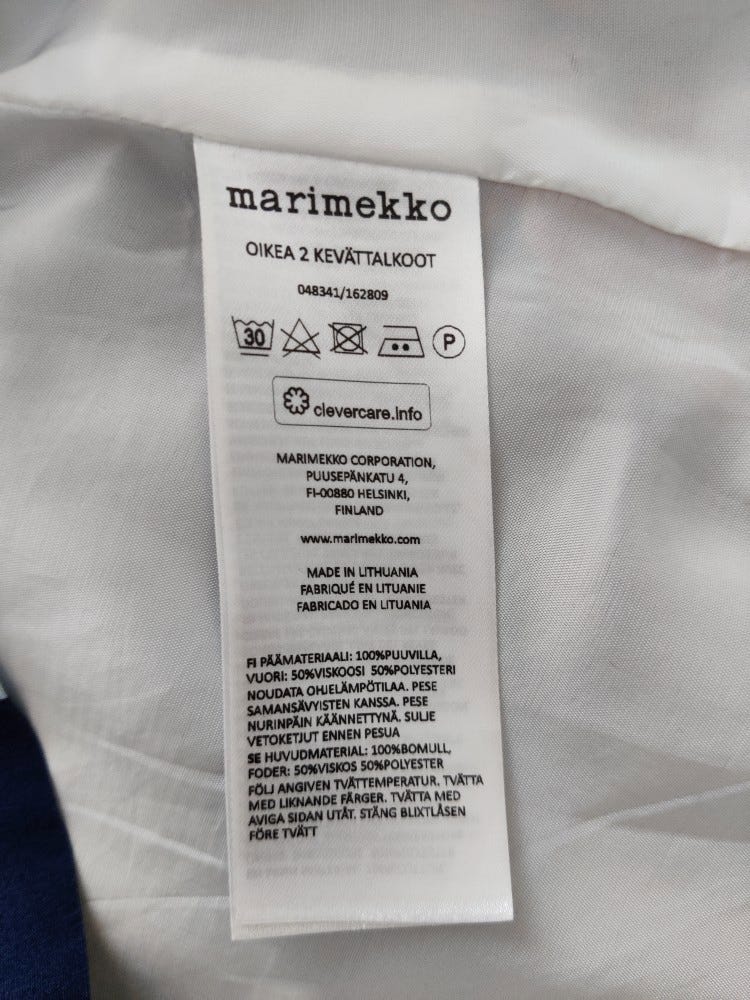 marimekko
OIKEA 2 KEVÄTTALKOOT
048341/162809
30 P
clevercare.info
MARIMEKKO CORPORATION,
PUUSEPÄNKATU 4,
FI-00880 HELSINKI,
FINLAND
www.marimekko.com
MADE IN LITHUANIA
FABRIQUÉ EN LITUANIE
FABRICADO EN LITUANIA
FI PÄÄMATERIAALI: 100%PUUVILLA,
VUORI: 50%VISKOOSI 50%POLYESTERI
NOUDATA OHJELÄMPÖTILAA. PESE
SAMANSÄVYISTEN KANSSA. PESE
NURINPÄIN KÄÄNNETTYNÄ. SULJE
VETOKETJUT ENNEN PESUA
SE HUVUDMATERIAL: 100%BOMULL,
FODER: 50%VISKOS 50%POLYESTER
FÖLJ ANGIVEN TVÄTTEMPERATUR. TVÄTTA
MED LIKNANDE FÄRGER. TVÄTTA MED
AVIGA SIDAN UTÅT. STÄNG BLIXTLÅSEN
FÖRE TVÄTT